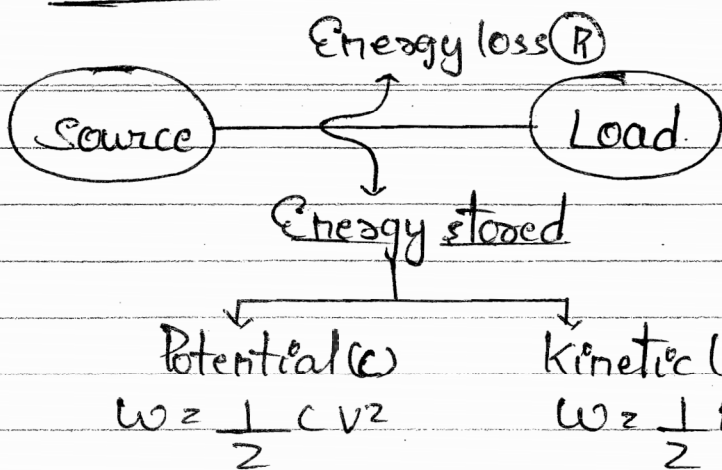 Energy loss (R)
Source
Load.
Energy stored
Potential (C)
Kinetic (
W = 1/2 C V²
W = 1/2